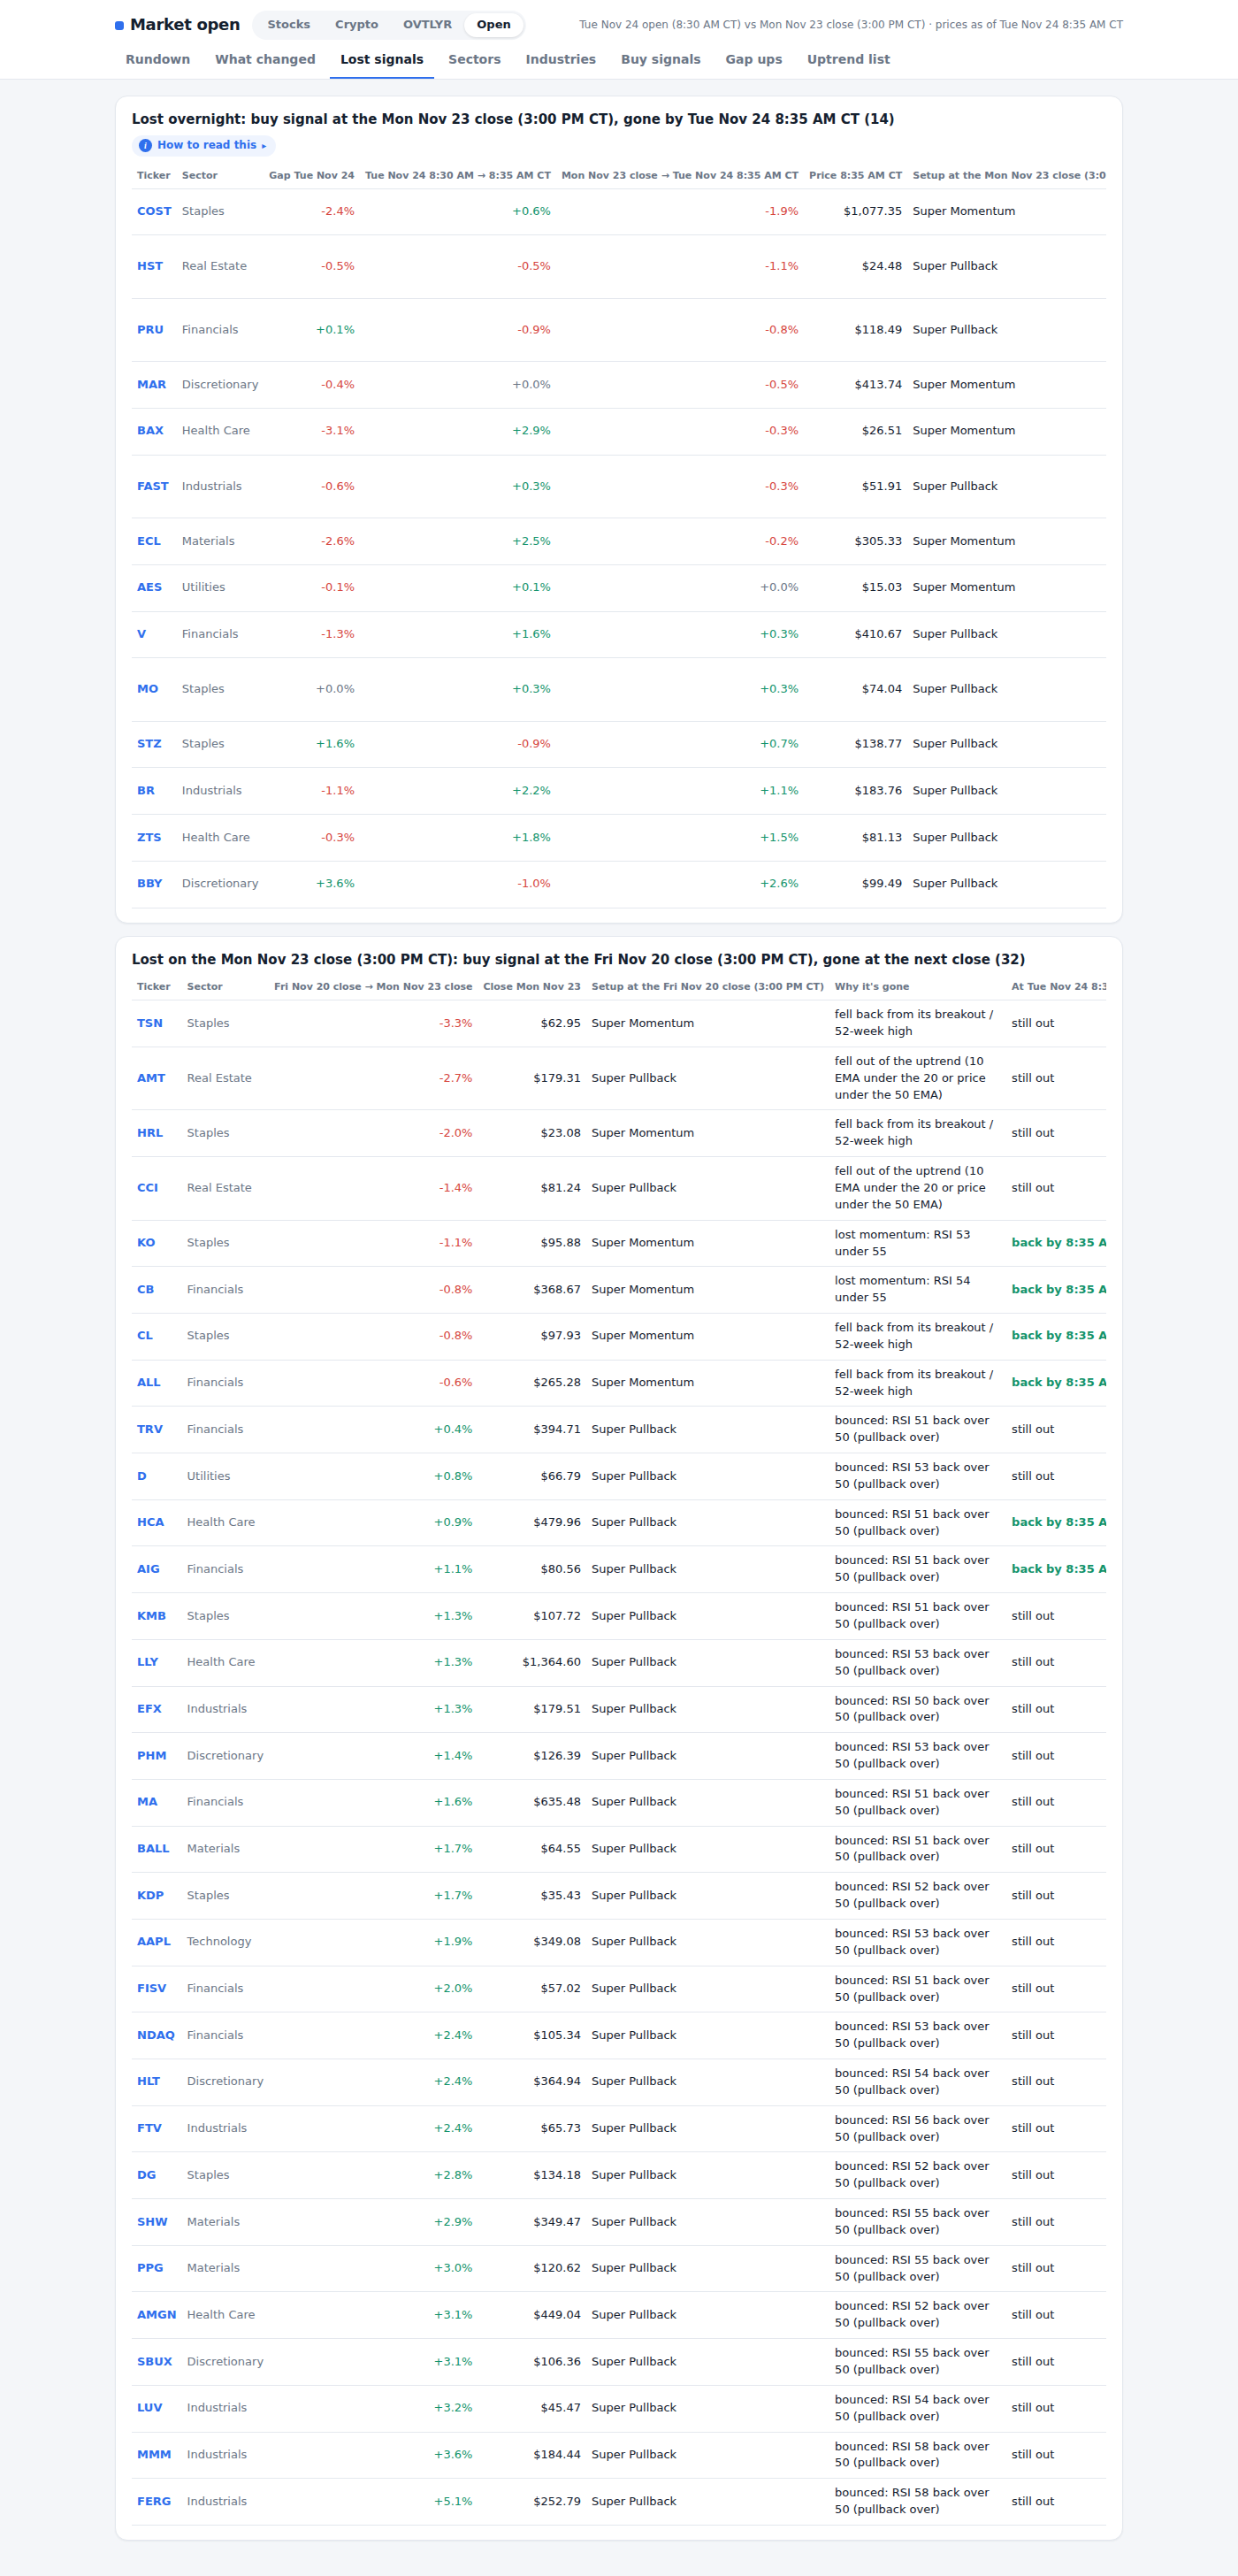 Market open Stocks Crypto OVTLYR Open Tue Nov 24 open (8:30 AM CT) vs Mon Nov 23 close (3:00 PM CT) · prices as of Tue Nov 24 8:35 AM CT
Rundown What changed Lost signals Sectors Industries Buy signals Gap ups Uptrend list
Lost overnight: buy signal at the Mon Nov 23 close (3:00 PM CT), gone by Tue Nov 24 8:35 AM CT (14)
i How to read this ▸
Ticker Sector Gap Tue Nov 24 Tue Nov 24 8:30 AM → 8:35 AM CT Mon Nov 23 close → Tue Nov 24 8:35 AM CT Price 8:35 AM CT Setup at the Mon Nov 23 close (3:0
COST Staples -2.4% +0.6% -1.9% $1,077.35 Super Momentum
HST Real Estate -0.5% -0.5% -1.1% $24.48 Super Pullback
PRU Financials +0.1% -0.9% -0.8% $118.49 Super Pullback
MAR Discretionary -0.4% +0.0% -0.5% $413.74 Super Momentum
BAX Health Care -3.1% +2.9% -0.3% $26.51 Super Momentum
FAST Industrials -0.6% +0.3% -0.3% $51.91 Super Pullback
ECL Materials -2.6% +2.5% -0.2% $305.33 Super Momentum
AES Utilities -0.1% +0.1% +0.0% $15.03 Super Momentum
V Financials -1.3% +1.6% +0.3% $410.67 Super Pullback
MO Staples +0.0% +0.3% +0.3% $74.04 Super Pullback
STZ Staples +1.6% -0.9% +0.7% $138.77 Super Pullback
BR Industrials -1.1% +2.2% +1.1% $183.76 Super Pullback
ZTS Health Care -0.3% +1.8% +1.5% $81.13 Super Pullback
BBY Discretionary +3.6% -1.0% +2.6% $99.49 Super Pullback
Lost on the Mon Nov 23 close (3:00 PM CT): buy signal at the Fri Nov 20 close (3:00 PM CT), gone at the next close (32)
Ticker Sector Fri Nov 20 close → Mon Nov 23 close Close Mon Nov 23 Setup at the Fri Nov 20 close (3:00 PM CT) Why it's gone At Tue Nov 24 8:3
TSN Staples -3.3% $62.95 Super Momentum fell back from its breakout /
52-week high still out
AMT Real Estate -2.7% $179.31 Super Pullback fell out of the uptrend (10
EMA under the 20 or price still out
under the 50 EMA)
HRL Staples -2.0% $23.08 Super Momentum fell back from its breakout /
52-week high still out
CCI Real Estate -1.4% $81.24 Super Pullback fell out of the uptrend (10
EMA under the 20 or price still out
under the 50 EMA)
KO Staples -1.1% $95.88 Super Momentum lost momentum: RSI 53
under 55 back by 8:35 A
CB Financials -0.8% $368.67 Super Momentum lost momentum: RSI 54
under 55 back by 8:35 A
CL Staples -0.8% $97.93 Super Momentum fell back from its breakout /
52-week high back by 8:35 A
ALL Financials -0.6% $265.28 Super Momentum fell back from its breakout /
52-week high back by 8:35 A
TRV Financials +0.4% $394.71 Super Pullback bounced: RSI 51 back over
50 (pullback over) still out
D Utilities +0.8% $66.79 Super Pullback bounced: RSI 53 back over
50 (pullback over) still out
HCA Health Care +0.9% $479.96 Super Pullback bounced: RSI 51 back over
50 (pullback over) back by 8:35 A
AIG Financials +1.1% $80.56 Super Pullback bounced: RSI 51 back over
50 (pullback over) back by 8:35 A
KMB Staples +1.3% $107.72 Super Pullback bounced: RSI 51 back over
50 (pullback over) still out
LLY Health Care +1.3% $1,364.60 Super Pullback bounced: RSI 53 back over
50 (pullback over) still out
EFX Industrials +1.3% $179.51 Super Pullback bounced: RSI 50 back over
50 (pullback over) still out
PHM Discretionary +1.4% $126.39 Super Pullback bounced: RSI 53 back over
50 (pullback over) still out
MA Financials +1.6% $635.48 Super Pullback bounced: RSI 51 back over
50 (pullback over) still out
BALL Materials +1.7% $64.55 Super Pullback bounced: RSI 51 back over
50 (pullback over) still out
KDP Staples +1.7% $35.43 Super Pullback bounced: RSI 52 back over
50 (pullback over) still out
AAPL Technology +1.9% $349.08 Super Pullback bounced: RSI 53 back over
50 (pullback over) still out
FISV Financials +2.0% $57.02 Super Pullback bounced: RSI 51 back over
50 (pullback over) still out
NDAQ Financials +2.4% $105.34 Super Pullback bounced: RSI 53 back over
50 (pullback over) still out
HLT Discretionary +2.4% $364.94 Super Pullback bounced: RSI 54 back over
50 (pullback over) still out
FTV Industrials +2.4% $65.73 Super Pullback bounced: RSI 56 back over
50 (pullback over) still out
DG Staples +2.8% $134.18 Super Pullback bounced: RSI 52 back over
50 (pullback over) still out
SHW Materials +2.9% $349.47 Super Pullback bounced: RSI 55 back over
50 (pullback over) still out
PPG Materials +3.0% $120.62 Super Pullback bounced: RSI 55 back over
50 (pullback over) still out
AMGN Health Care +3.1% $449.04 Super Pullback bounced: RSI 52 back over
50 (pullback over) still out
SBUX Discretionary +3.1% $106.36 Super Pullback bounced: RSI 55 back over
50 (pullback over) still out
LUV Industrials +3.2% $45.47 Super Pullback bounced: RSI 54 back over
50 (pullback over) still out
MMM Industrials +3.6% $184.44 Super Pullback bounced: RSI 58 back over
50 (pullback over) still out
FERG Industrials +5.1% $252.79 Super Pullback bounced: RSI 58 back over
50 (pullback over) still out